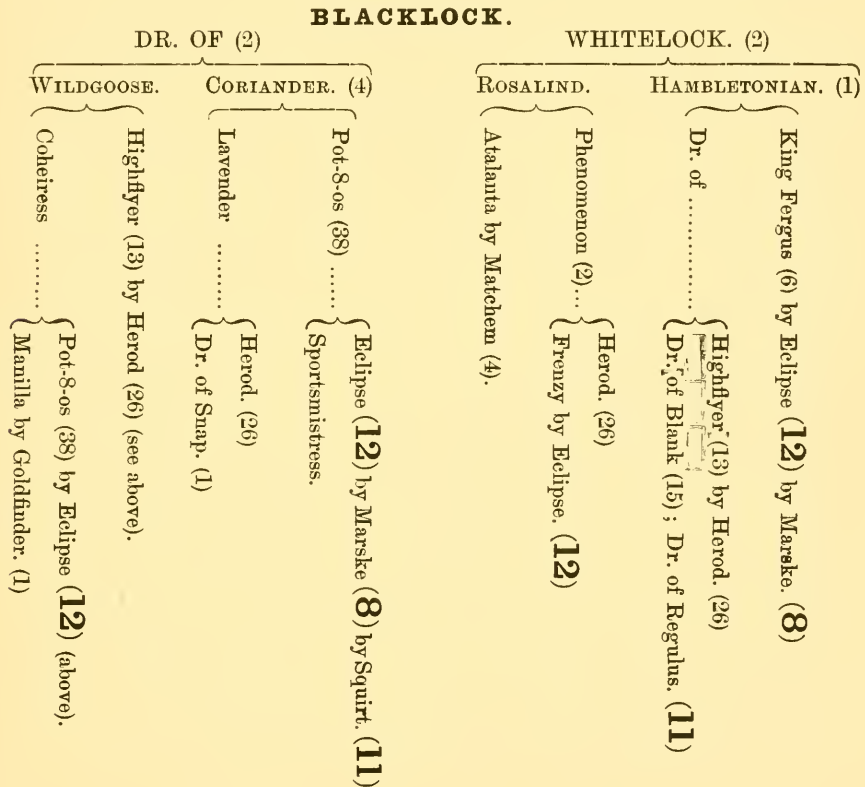 BLACKLOCK.
DR. OF (2)
WHITELOCK. (2)
WILDGOOSE.
CORIANDER. (4)
ROSALIND.
HAMBLETONIAN. (1)
King Fergus (6) by Eclipse (12) by Marske. (8)
Dr. of ...............
Highflyer (13) by Herod. (26)
Dr. of Blank (15); Dr. of Regulus. (11)
Phenomenon (2)...
Herod. (26)
Frenzy by Eclipse. (12)
Atalanta by Matchem (4).
Pot-8-os (38) ......
Eclipse (12) by Marske (8) by Squirt. (11)
Sportsmistress.
Lavender .........
Herod. (26)
Dr. of Snap. (1)
Highflyer (13) by Herod (26) (see above).
Coheiress .........
Pot-8-os (38) by Eclipse (12) (above).
Manilla by Goldfinder. (1)